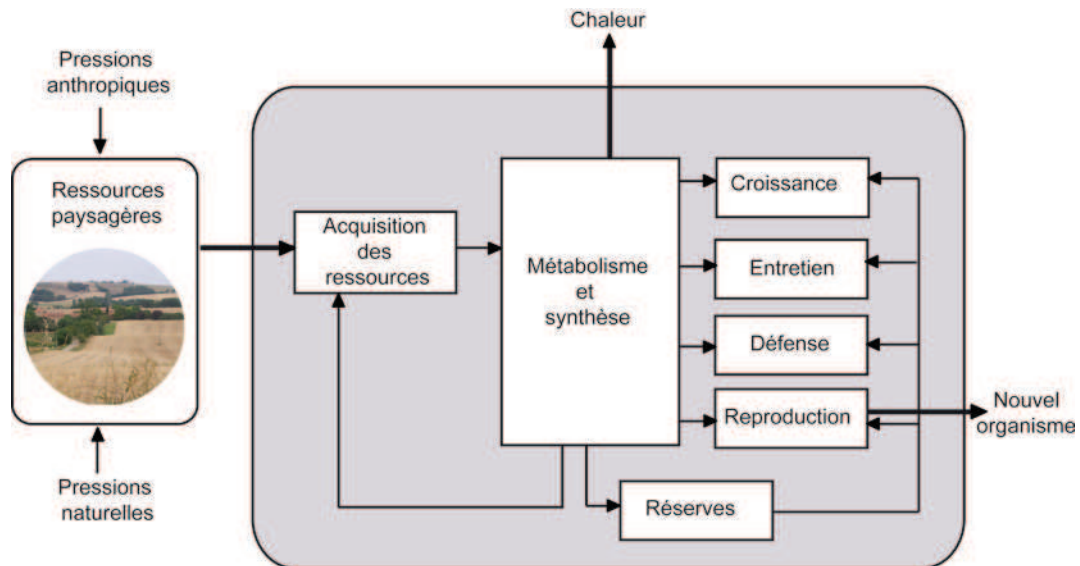 Chaleur
Pressions
anthropiques
Ressources
paysagères
Acquisition
des
ressources
Métabolisme
et
synthèse
Croissance
Entretien
Défense
Reproduction
Nouvel
organisme
Réserves
Pressions
naturelles